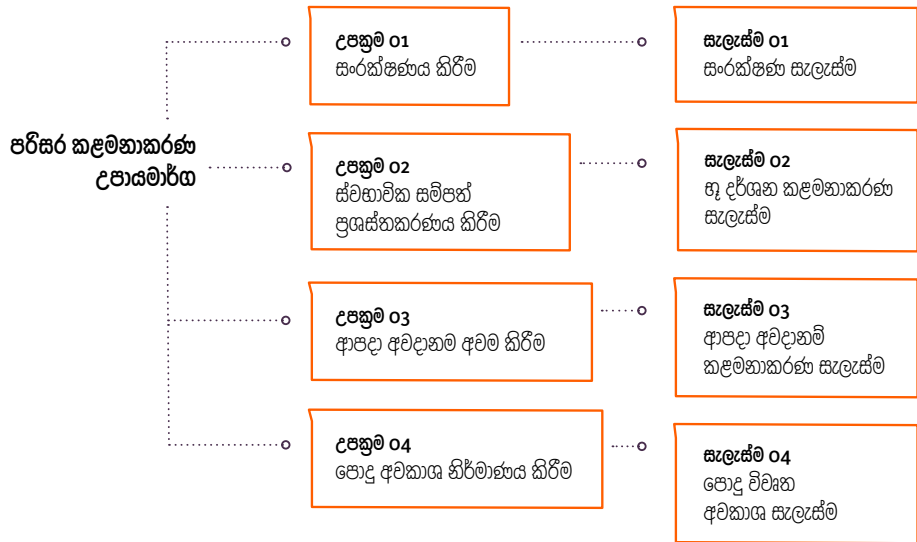 පරිසර කළමනාකරණ
උපායමාර්ග
උපක්‍රම 01
සංරක්ෂණය කිරීම
සැලැස්ම 01
සංරක්ෂණ සැලැස්ම
උපක්‍රම 02
ස්වභාවික සම්පත්
ප්‍රශස්තකරණය කිරීම
සැලැස්ම 02
භූ දර්ශන කළමනාකරණ
සැලැස්ම
උපක්‍රම 03
ආපදා අවදානම අවම කිරීම
සැලැස්ම 03
ආපදා අවදානම්
කළමනාකරණ සැලැස්ම
උපක්‍රම 04
පොදු අවකාශ නිර්මාණය කිරීම
සැලැස්ම 04
පොදු විවෘත
අවකාශ සැලැස්ම